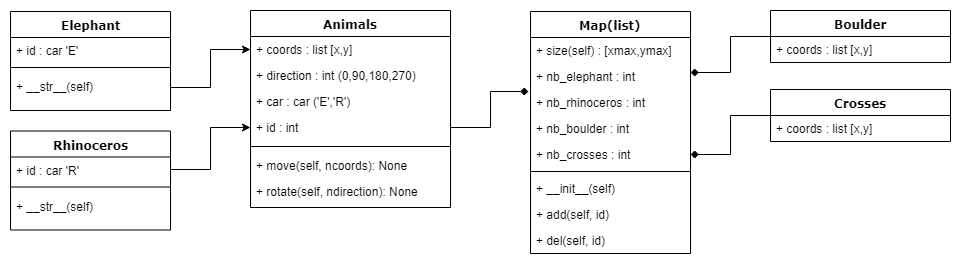 Elephant
+ id : car 'E'
+ __str__(self)
Rhinoceros
+ id : car 'R'
+ __str__(self)
Animals
+ coords : list [x,y]
+ direction : int (0,90,180,270)
+ car : car ('E','R')
+ id : int
+ move(self, ncoords): None
+ rotate(self, ndirection): None
Map(list)
+ size(self) : [xmax,ymax]
+ nb_elephant : int
+ nb_rhinoceros : int
+ nb_boulder : int
+ nb_crosses : int
+ __init__(self)
+ add(self, id)
+ del(self, id)
Boulder
+ coords : list [x,y]
Crosses
+ coords : list [x,y]